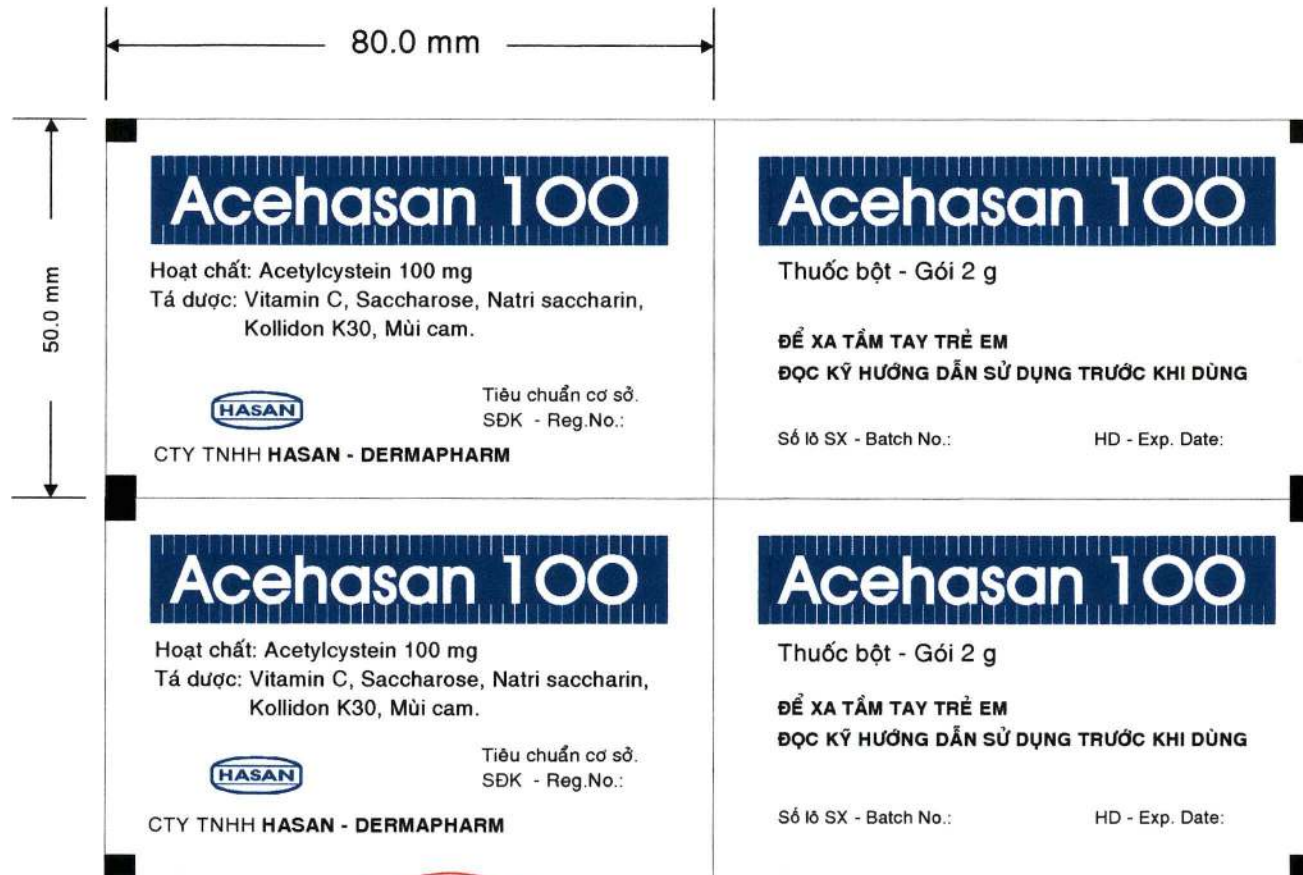 80.0 mm
50.0 mm
Acehasan 100
Hoạt chất: Acetylcystein 100 mg
Tá dược: Vitamin C, Saccharose, Natri saccharin,
Kollidon K30, Mùi cam.
HASAN
Tiêu chuẩn cơ sở.
SĐK - Reg.No.:
CTY TNHH HASAN - DERMAPHARM
Acehasan 100
Thuốc bột - Gói 2 g
ĐỂ XA TẦM TAY TRẺ EM
ĐỌC KỸ HƯỚNG DẪN SỬ DỤNG TRƯỚC KHI DÙNG
Số lô SX - Batch No.: HD - Exp. Date:
Acehasan 100
Hoạt chất: Acetylcystein 100 mg
Tá dược: Vitamin C, Saccharose, Natri saccharin,
Kollidon K30, Mùi cam.
HASAN
Tiêu chuẩn cơ sở.
SĐK - Reg.No.:
CTY TNHH HASAN - DERMAPHARM
Acehasan 100
Thuốc bột - Gói 2 g
ĐỂ XA TẦM TAY TRẺ EM
ĐỌC KỸ HƯỚNG DẪN SỬ DỤNG TRƯỚC KHI DÙNG
Số lô SX - Batch No.: HD - Exp. Date: